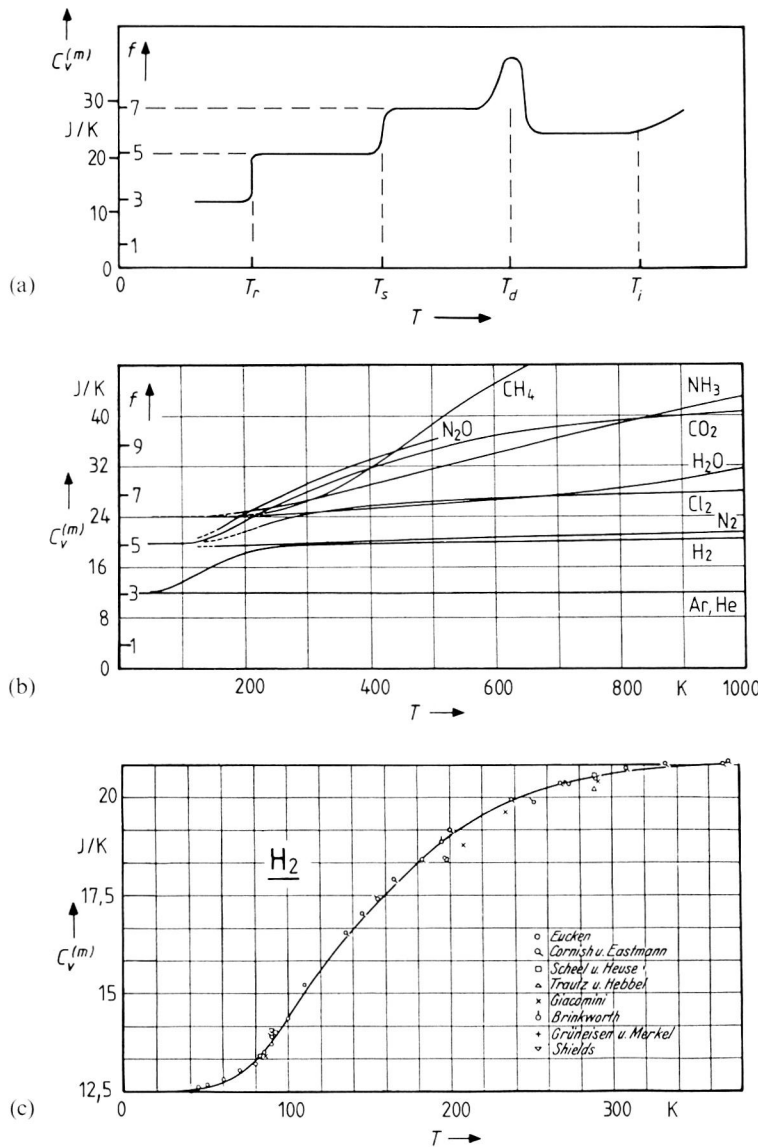 C_v^(m)
f
30
J/K
20
10
0
7
5
3
1
0
T_r
T_s
T_d
T_i
T
(a)
J/K
f
40
32
24
C_v^(m)
16
8
0
9
7
5
3
1
CH4
N2O
NH3
CO2
H2O
Cl2
N2
H2
Ar, He
200
400
600
800
K
1000
T
(b)
20
J/K
17,5
C_v^(m)
15
12,5
H2
Eucken
Cornish u. Eastmann
Scheel u. Heuse
Trautz u. Hebbel
Giacomini
Brinkworth
Grüneisen u. Merkel
Shields
0
100
200
300
K
T
(c)